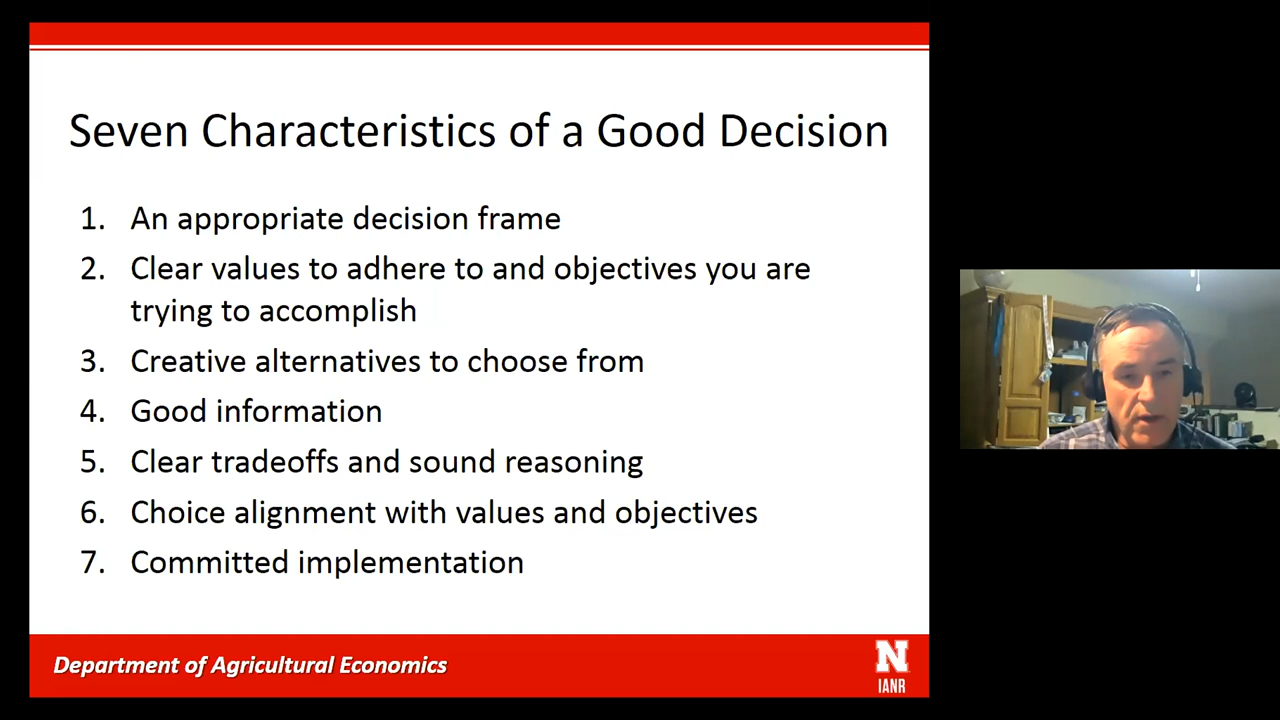 Seven Characteristics of a Good Decision
1. An appropriate decision frame
2. Clear values to adhere to and objectives you are
trying to accomplish
3. Creative alternatives to choose from
4. Good information
5. Clear tradeoffs and sound reasoning
6. Choice alignment with values and objectives
7. Committed implementation
Department of Agricultural Economics
N
IANR